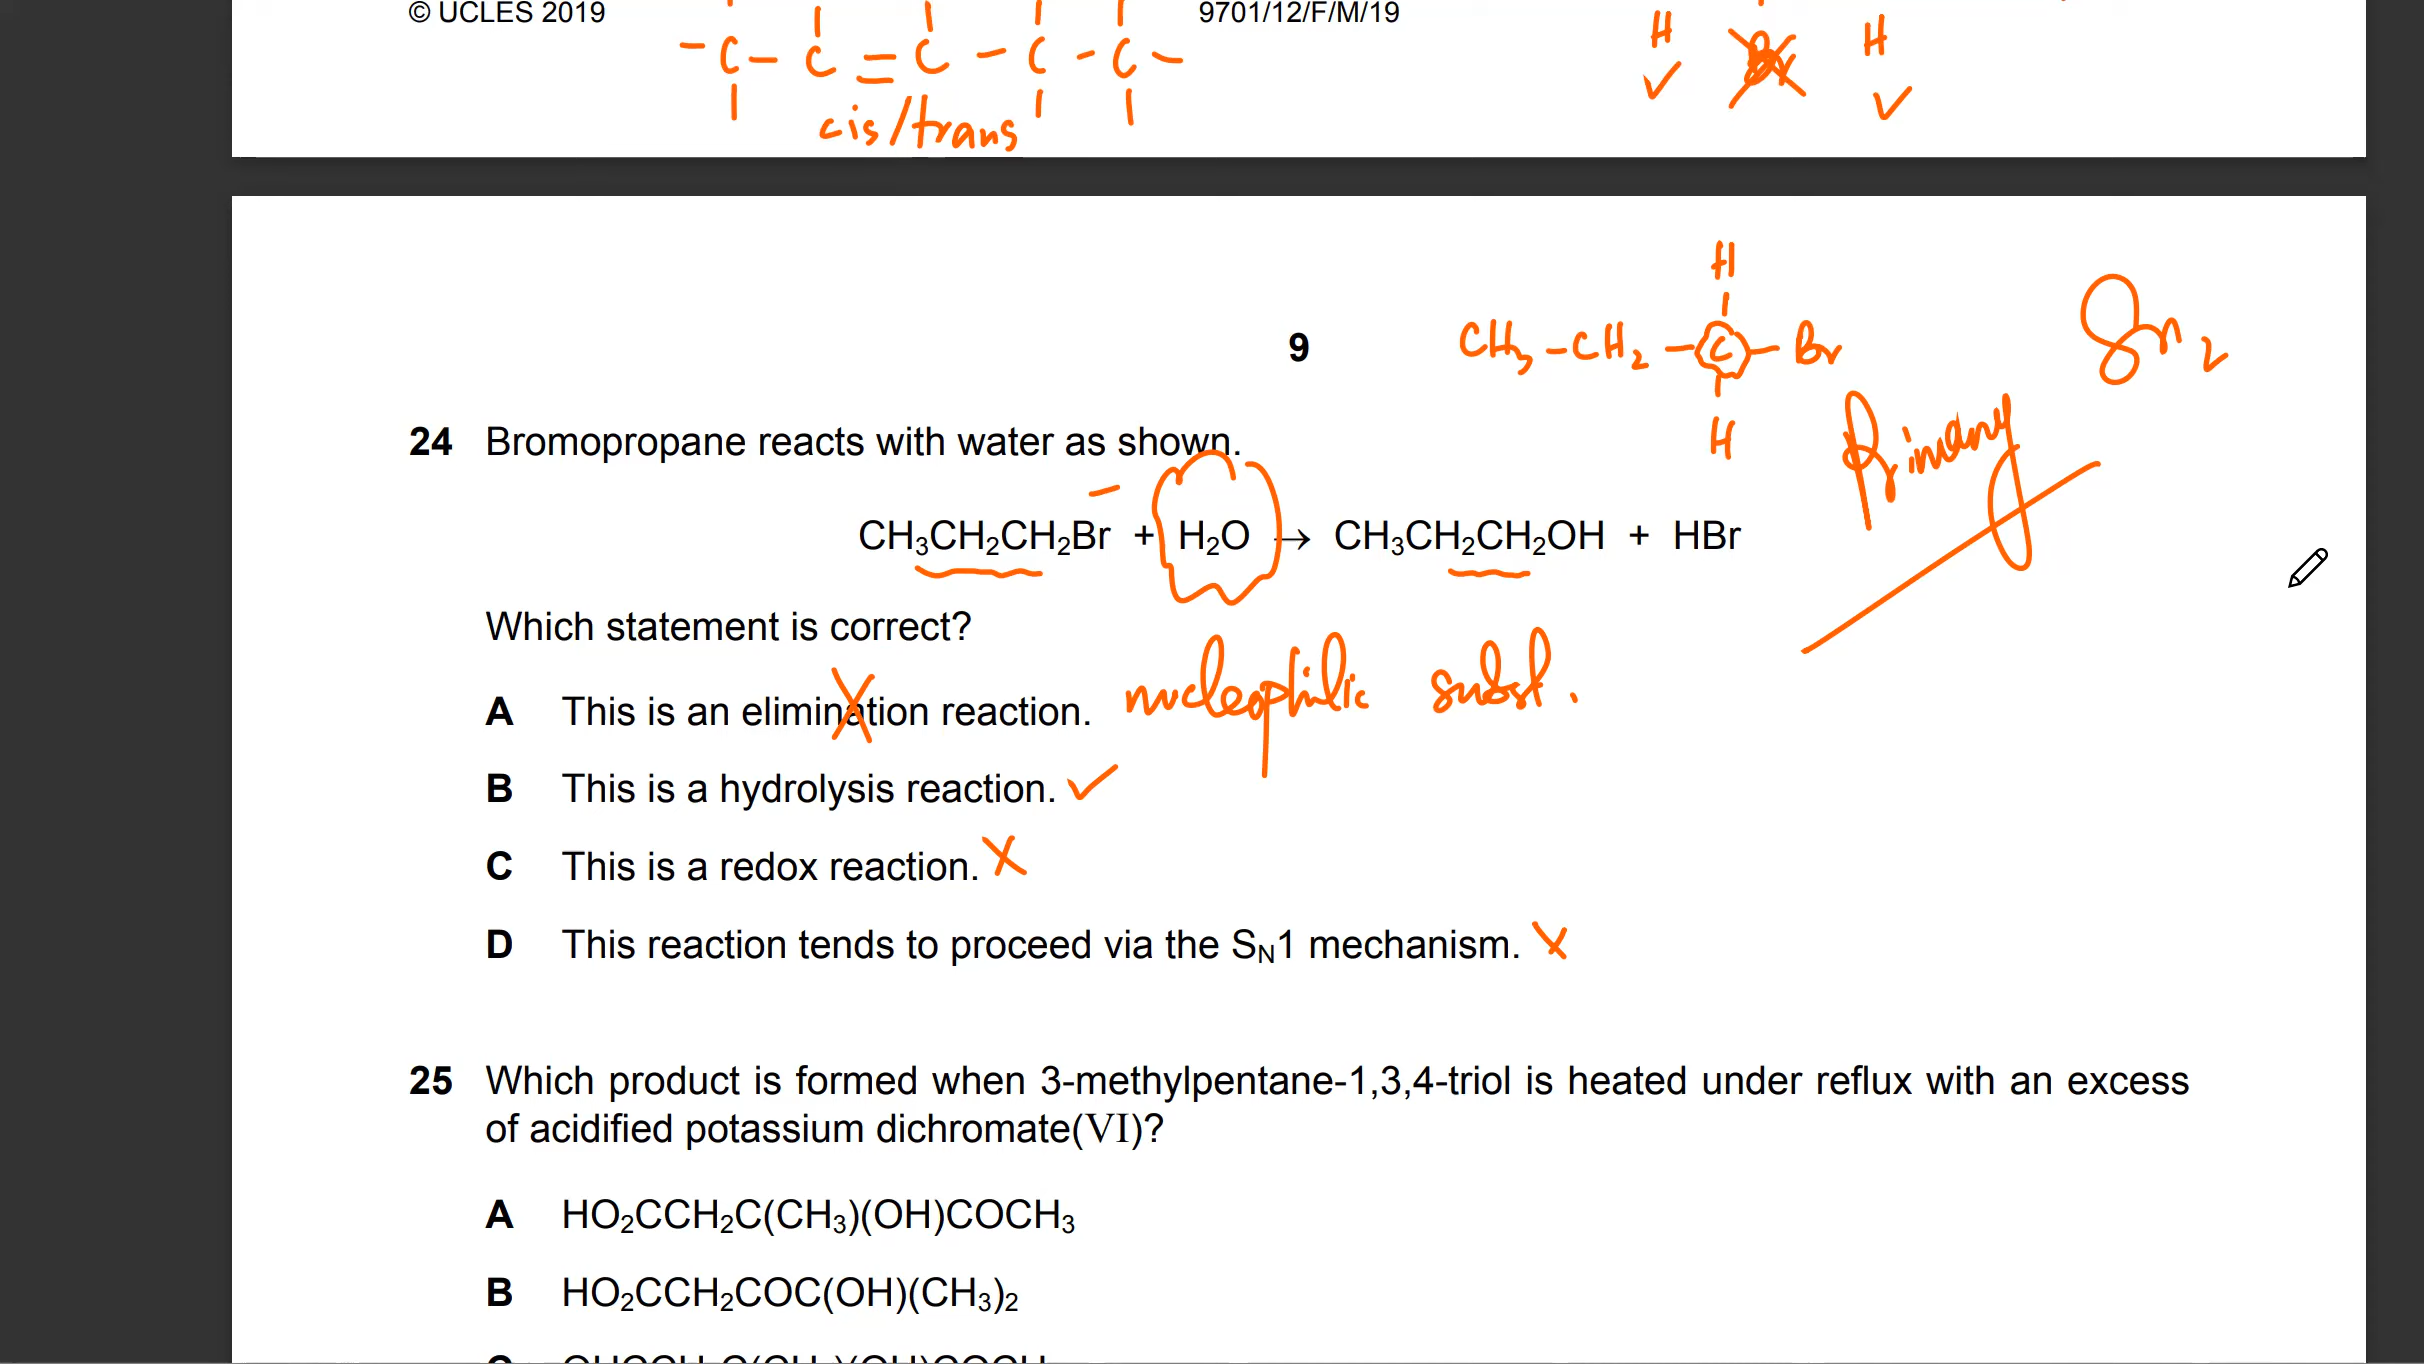 © UCLES 2019 9701/12/F/M/19
H H
- C - C = C - C - C -
cis/trans
H
9 CH3 - CH2 - C - Br Sn2
H
Primary
24 Bromopropane reacts with water as shown.
CH₃CH₂CH₂Br + H₂O → CH₃CH₂CH₂OH + HBr
Which statement is correct?
A This is an elimination reaction. nucleophilic subst.
B This is a hydrolysis reaction. ✓
C This is a redox reaction. X
D This reaction tends to proceed via the S_N1 mechanism. X
25 Which product is formed when 3-methylpentane-1,3,4-triol is heated under reflux with an excess
of acidified potassium dichromate(VI)?
A HO₂CCH₂C(CH₃)(OH)COCH₃
B HO₂CCH₂COC(OH)(CH₃)₂